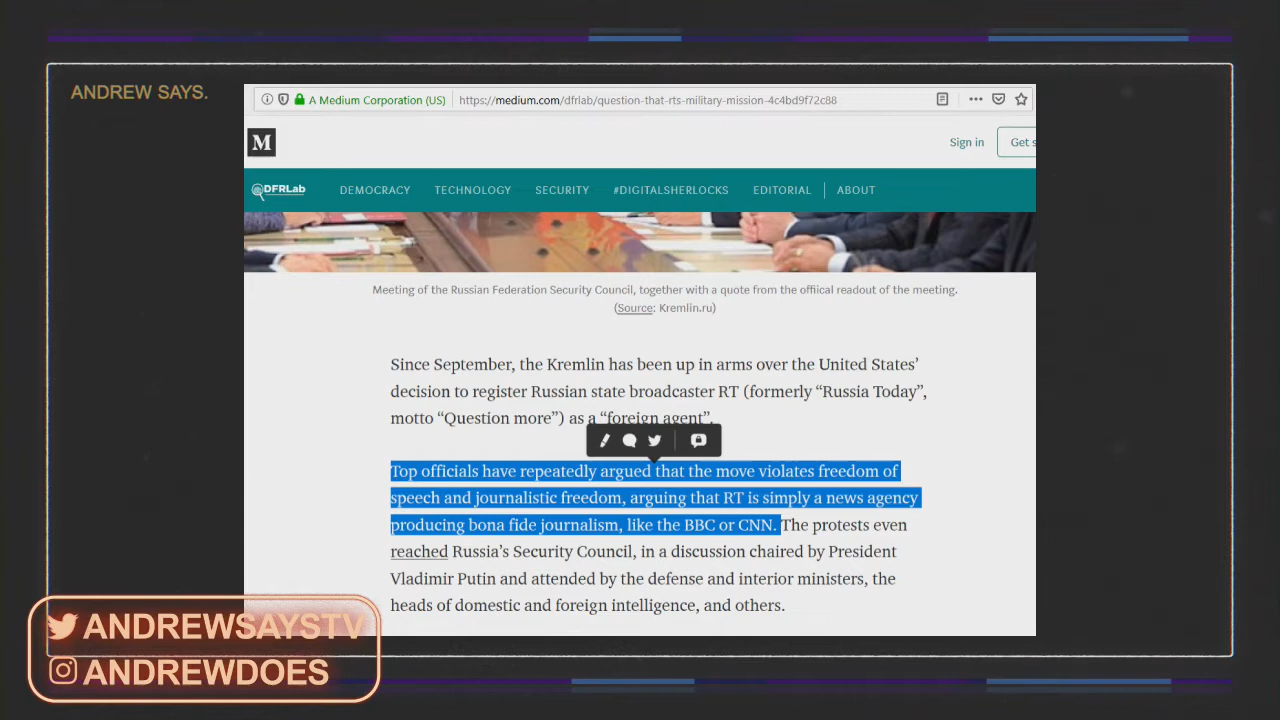 ANDREW SAYS.
A Medium Corporation (US) https://medium.com/dfrlab/question-that-rts-military-mission-4c4bd9f72c88
M
Sign in Get s
DFRLab DEMOCRACY TECHNOLOGY SECURITY #DIGITALSHERLOCKS EDITORIAL ABOUT
Meeting of the Russian Federation Security Council, together with a quote from the offiical readout of the meeting.
(Source: Kremlin.ru)
Since September, the Kremlin has been up in arms over the United States’
decision to register Russian state broadcaster RT (formerly “Russia Today”,
motto “Question more”) as a “foreign agent”.
Top officials have repeatedly argued that the move violates freedom of
speech and journalistic freedom, arguing that RT is simply a news agency
producing bona fide journalism, like the BBC or CNN. The protests even
reached Russia’s Security Council, in a discussion chaired by President
Vladimir Putin and attended by the defense and interior ministers, the
heads of domestic and foreign intelligence, and others.
ANDREWSAYSTV
ANDREWDOES